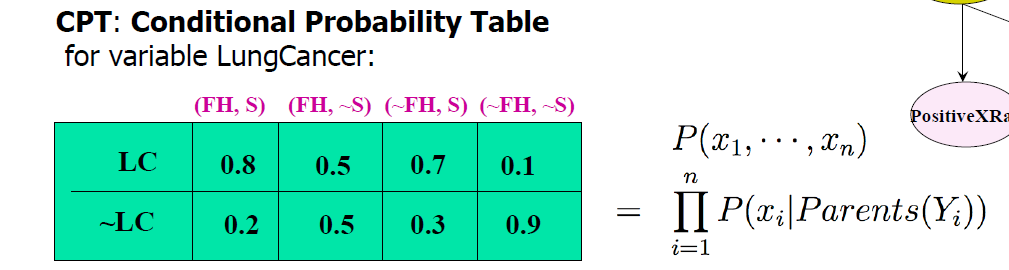 CPT: Conditional Probability Table
for variable LungCancer:
(FH, S) (FH, ~S) (~FH, S) (~FH, ~S)
LC 0.8 0.5 0.7 0.1
~LC 0.2 0.5 0.3 0.9
PositiveXRa
P(x₁, ⋯ , xₙ)
= ∏ᵢ₌₁ⁿ P(xᵢ|Parents(Yᵢ))